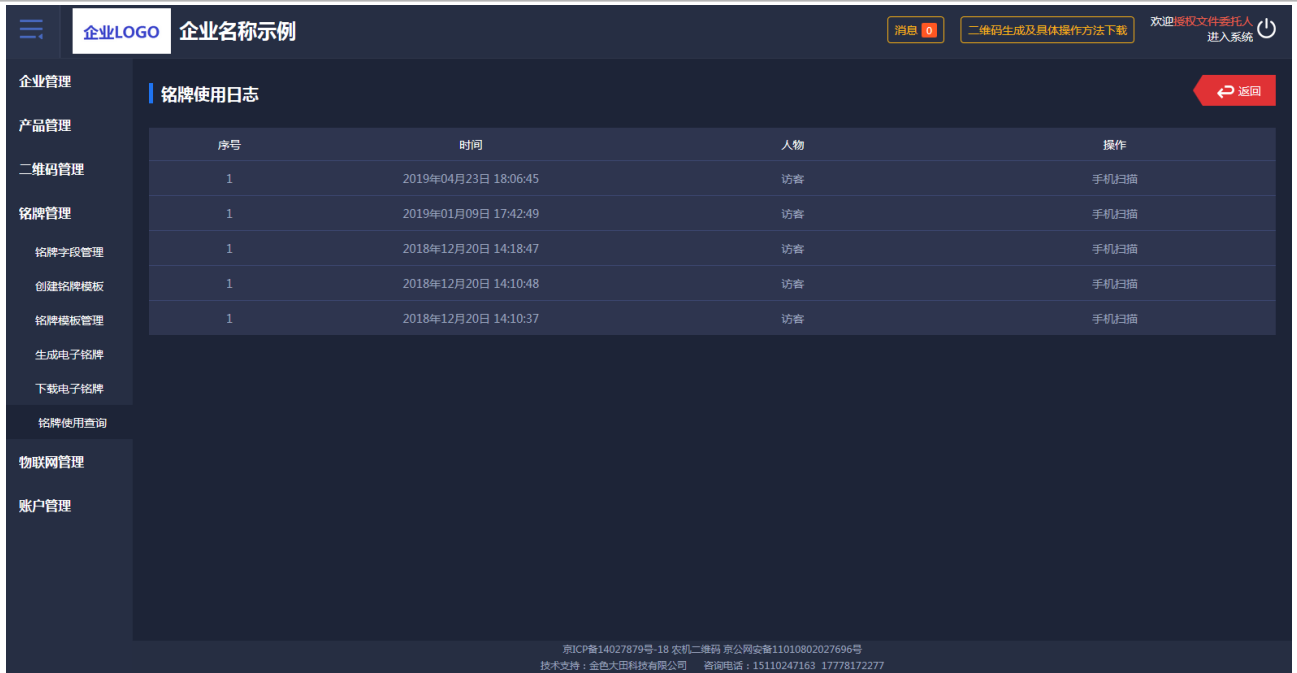 企业LOGO 企业名称示例 消息 0 二维码生成及具体操作方法下载 欢迎授权文件委托人
进入系统
企业管理
产品管理
二维码管理
铭牌管理
铭牌字段管理
创建铭牌模板
铭牌模板管理
生成电子铭牌
下载电子铭牌
铭牌使用查询
物联网管理
账户管理
铭牌使用日志 返回
序号 时间 人物 操作
1 2019年04月23日 18:06:45 访客 手机扫描
1 2019年01月09日 17:42:49 访客 手机扫描
1 2018年12月20日 14:18:47 访客 手机扫描
1 2018年12月20日 14:10:48 访客 手机扫描
1 2018年12月20日 14:10:37 访客 手机扫描
京ICP备14027879号-18 农机二维码 京公网安备11010802027696号
技术支持：金色大田科技有限公司 咨询电话：15110247163 17778172277